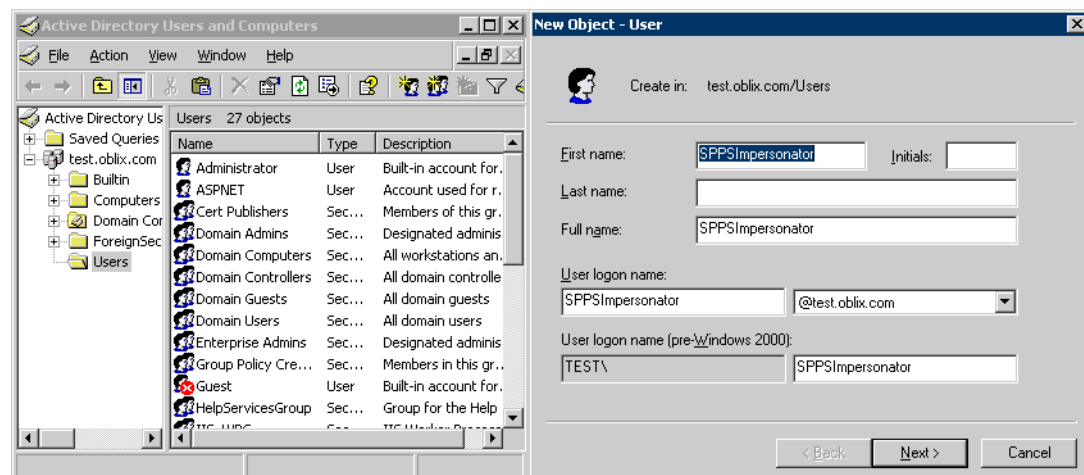 Active Directory Users and Computers
File Action View Window Help
Active Directory Us
Saved Queries
test.oblix.com
Builtin
Computers
Domain Cor
ForeignSec
Users
Users 27 objects
Name Type Description
Administrator User Built-in account for.
ASPNET User Account used for r.
Cert Publishers Sec... Members of this gr.
Domain Admins Sec... Designated adminis
Domain Computers Sec... All workstations an.
Domain Controllers Sec... All domain controlle
Domain Guests Sec... All domain guests
Domain Users Sec... All domain users
Enterprise Admins Sec... Designated adminis
Group Policy Cre... Sec... Members in this gr..
Guest User Built-in account for.
HelpServicesGroup Sec... Group for the Help
New Object - User
Create in: test.oblix.com/Users
First name: SPPSImpersonator Initials:
Last name:
Full name: SPPSImpersonator
User logon name:
SPPSImpersonator @test.oblix.com
User logon name (pre-Windows 2000):
TEST\ SPPSImpersonator
< Back Next > Cancel